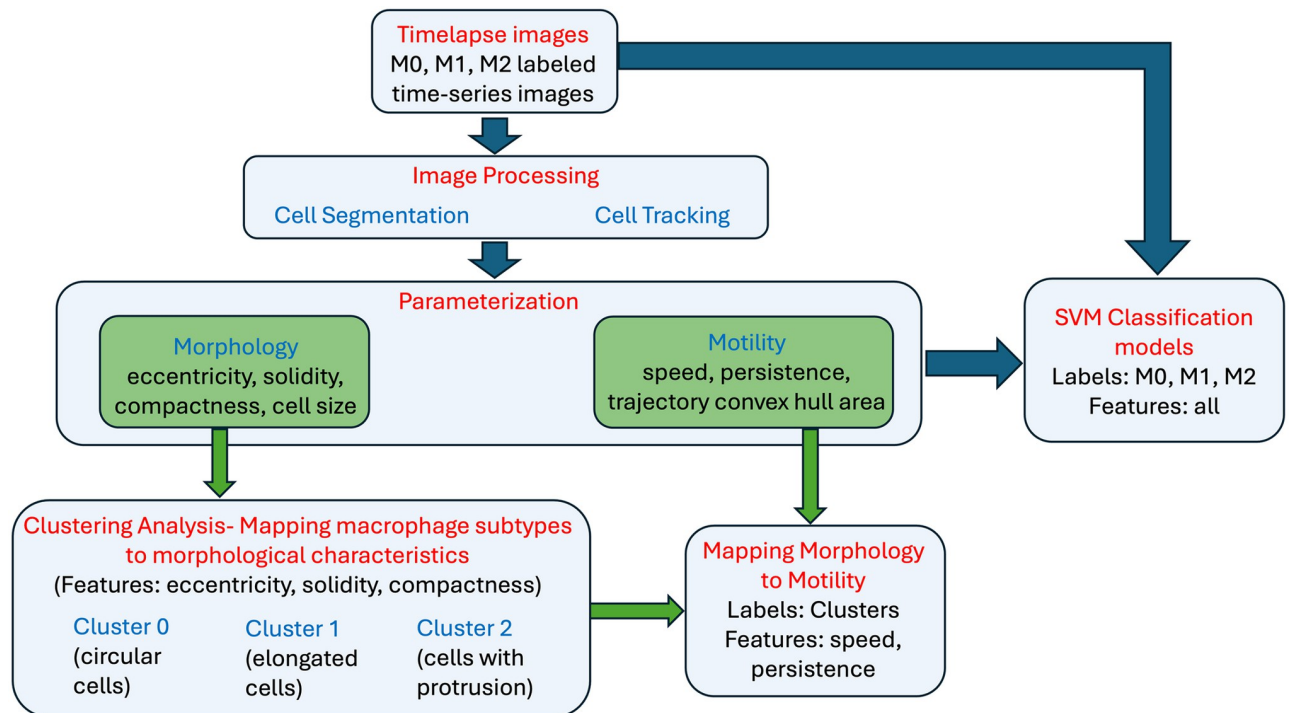 Timelapse images
M0, M1, M2 labeled
time-series images
Image Processing
Cell Segmentation
Cell Tracking
Parameterization
Morphology
eccentricity, solidity,
compactness, cell size
Motility
speed, persistence,
trajectory convex hull area
SVM Classification
models
Labels: M0, M1, M2
Features: all
Clustering Analysis- Mapping macrophage subtypes
to morphological characteristics
(Features: eccentricity, solidity, compactness)
Cluster 0
(circular
cells)
Cluster 1
(elongated
cells)
Cluster 2
(cells with
protrusion)
Mapping Morphology
to Motility
Labels: Clusters
Features: speed,
persistence